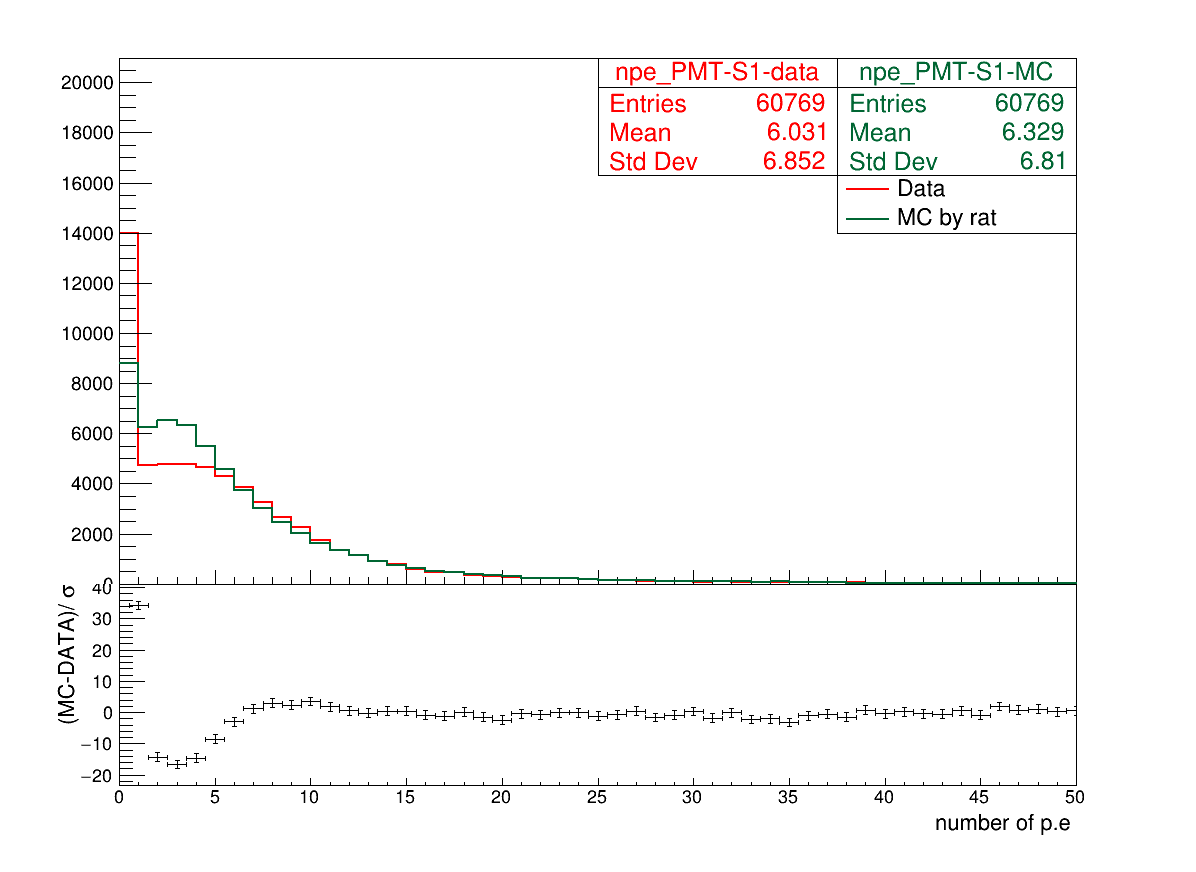 npe_PMT-S1-data npe_PMT-S1-MC
Entries 60769 Entries 60769
Mean 6.031 Mean 6.329
Std Dev 6.852 Std Dev 6.81
Data
MC by rat
20000
18000
16000
14000
12000
10000
8000
6000
4000
2000
0
(MC-DATA)/ σ
40
30
20
10
0
−10
−20
0 5 10 15 20 25 30 35 40 45 50
number of p.e